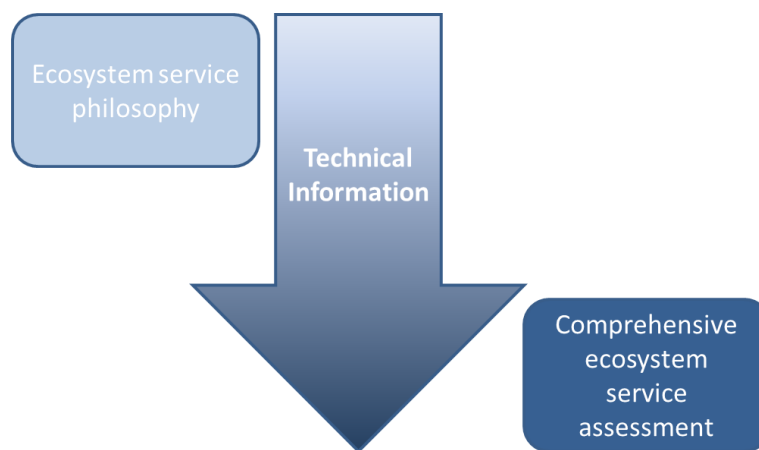 Ecosystem service
philosophy
Technical
Information
Comprehensive
ecosystem
service
assessment